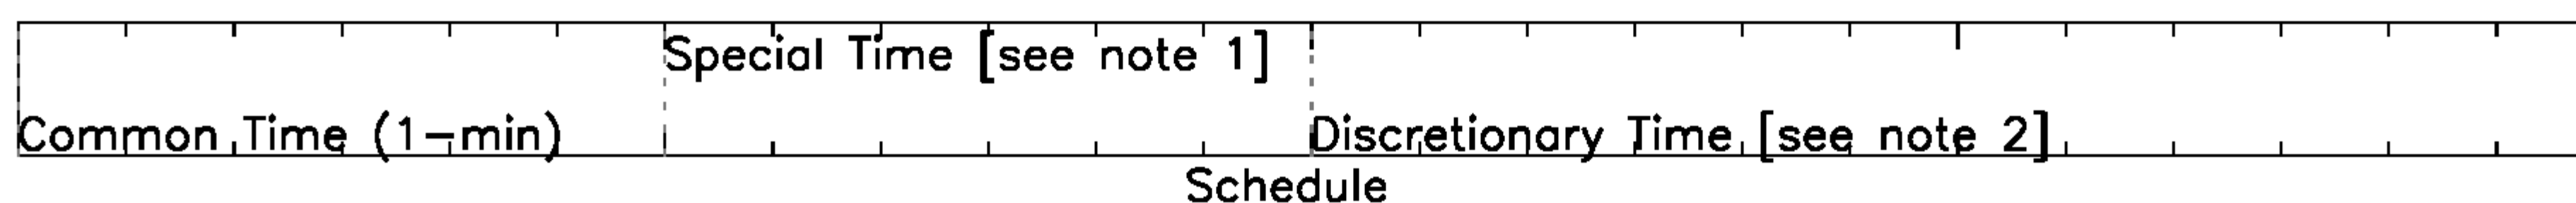 Special Time [see note 1]
Common Time (1-min)
Discretionary Time [see note 2]
Schedule